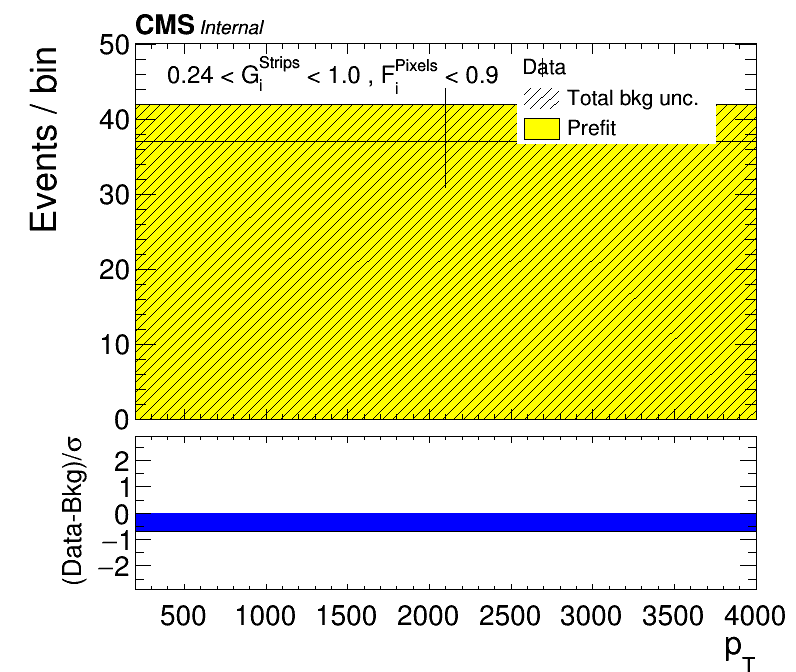 CMS Internal
Events / bin
50
40
30
20
10
0
0.24 < G_i^Strips < 1.0 , F_i^Pixels < 0.9
Data
Total bkg unc.
Prefit
(Data-Bkg)/σ
2
1
0
−1
−2
500 1000 1500 2000 2500 3000 3500 4000
p_T